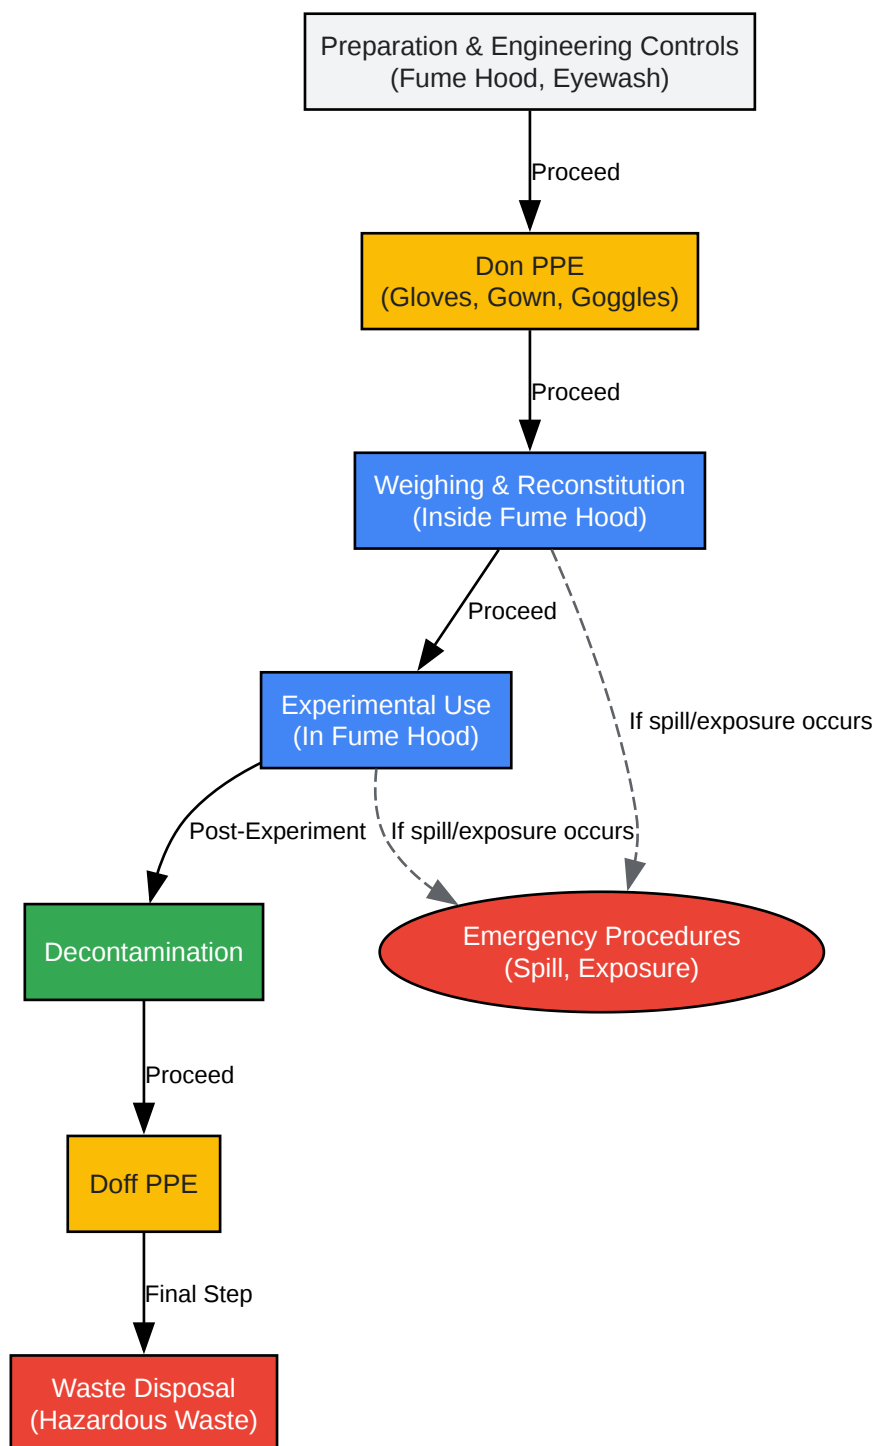 Preparation & Engineering Controls
(Fume Hood, Eyewash)
Proceed
Don PPE
(Gloves, Gown, Goggles)
Proceed
Weighing & Reconstitution
(Inside Fume Hood)
Proceed
If spill/exposure occurs
Experimental Use
(In Fume Hood)
Post-Experiment
If spill/exposure occurs
Decontamination
Emergency Procedures
(Spill, Exposure)
Proceed
Doff PPE
Final Step
Waste Disposal
(Hazardous Waste)